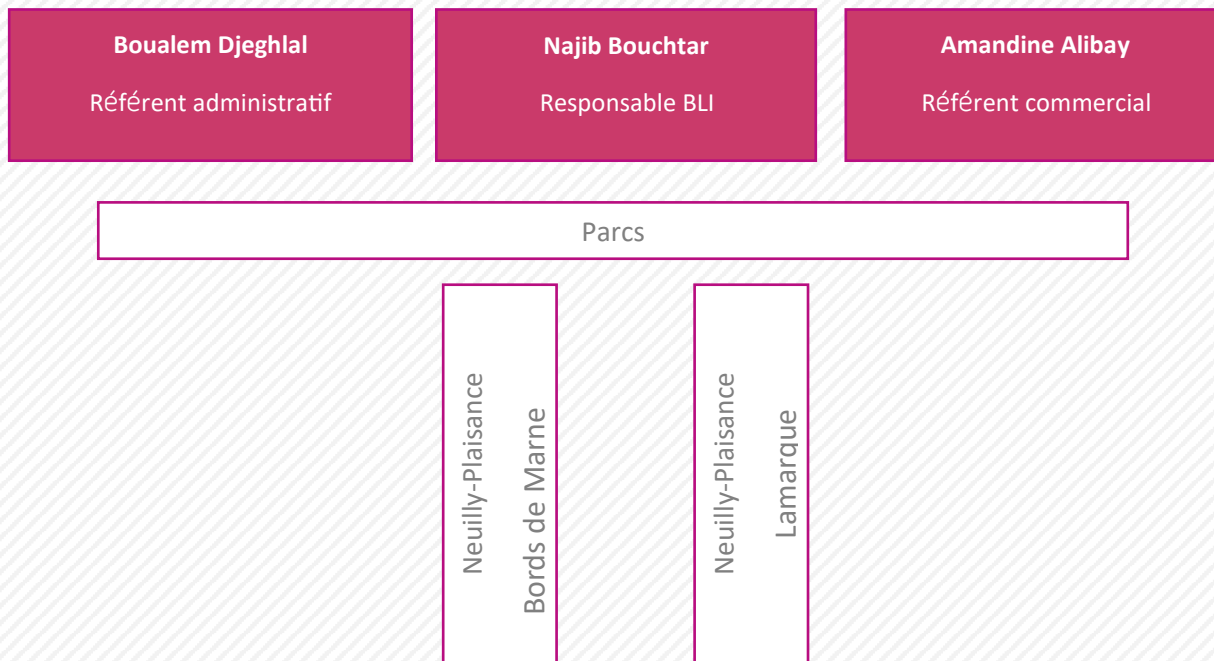 Boualem Djeghlal
Référent administratif
Najib Bouchtar
Responsable BLI
Amandine Alibay
Référent commercial
Parcs
Neuilly-Plaisance
Bords de Marne
Neuilly-Plaisance
Lamarque